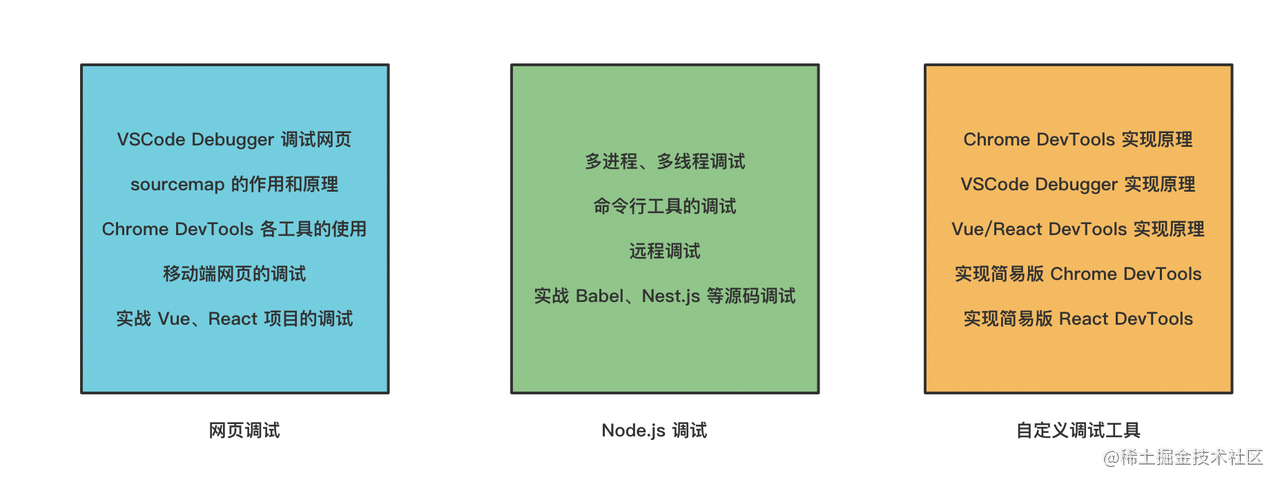 VSCode Debugger 调试网页
sourcemap 的作用和原理
Chrome DevTools 各工具的使用
移动端网页的调试
实战 Vue、React 项目的调试
网页调试
多进程、多线程调试
命令行工具的调试
远程调试
实战 Babel、Nest.js 等源码调试
Node.js 调试
Chrome DevTools 实现原理
VSCode Debugger 实现原理
Vue/React DevTools 实现原理
实现简易版 Chrome DevTools
实现简易版 React DevTools
自定义调试工具
@稀土掘金技术社区